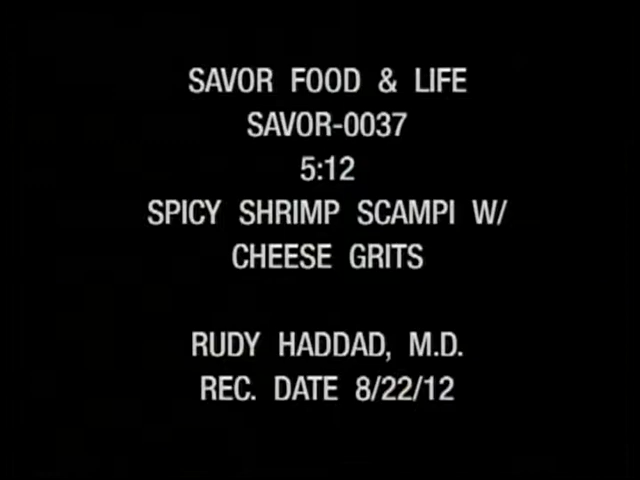 SAVOR FOOD & LIFE
SAVOR-0037
5:12
SPICY SHRIMP SCAMPI W/
CHEESE GRITS
RUDY HADDAD, M.D.
REC. DATE 8/22/12